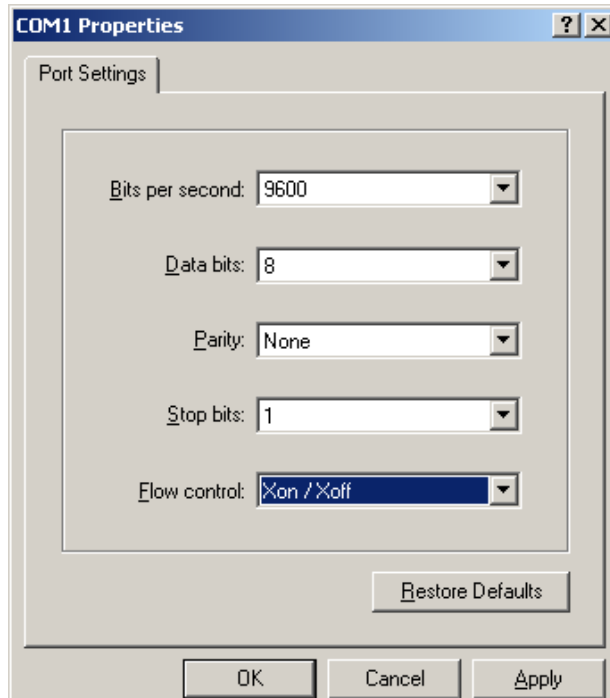 COM1 Properties
Port Settings
Bits per second: 9600
Data bits: 8
Parity: None
Stop bits: 1
Flow control: Xon / Xoff
Restore Defaults
OK Cancel Apply